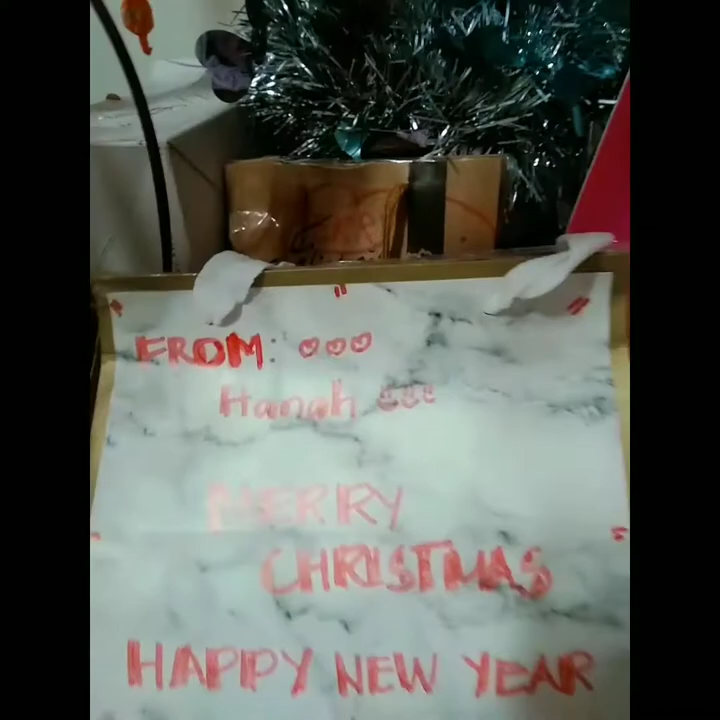 FROM: ♡♡♡
Hanah
MERRY
CHRISTMAS
HAPPY NEW YEAR